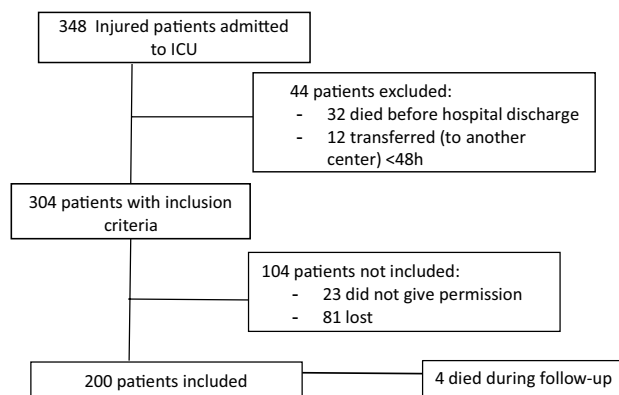 348 Injured patients admitted
to ICU
44 patients excluded:
- 32 died before hospital discharge
- 12 transferred (to another
center) <48h
304 patients with inclusion
criteria
104 patients not included:
- 23 did not give permission
- 81 lost
200 patients included
4 died during follow-up